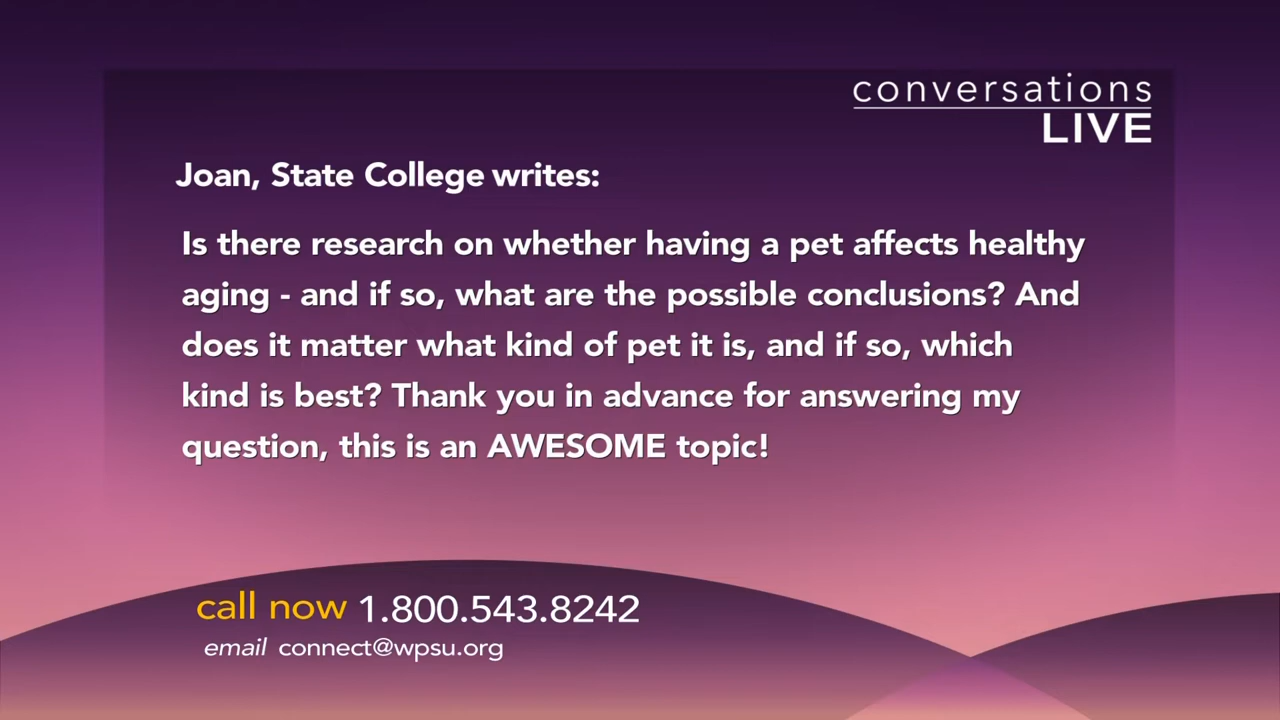 conversations
LIVE
Joan, State College writes:
Is there research on whether having a pet affects healthy
aging - and if so, what are the possible conclusions? And
does it matter what kind of pet it is, and if so, which
kind is best? Thank you in advance for answering my
question, this is an AWESOME topic!
call now 1.800.543.8242
email connect@wpsu.org